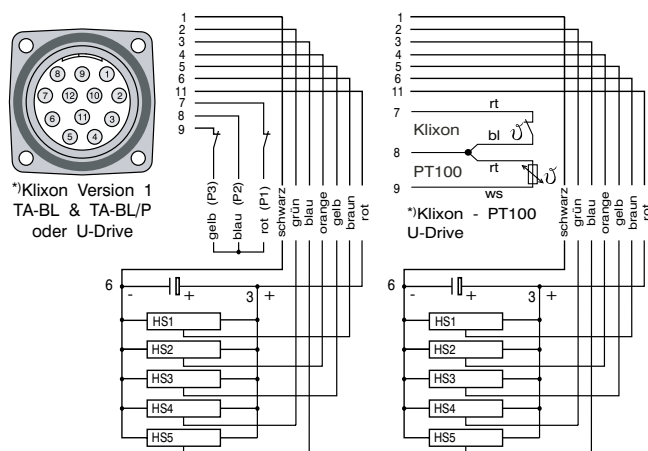 8 9 1
7 12 10 2
6 11 3
5 4
*)Klixon Version 1
TA-BL & TA-BL/P
oder U-Drive
1
2
3
4
5
6
11
7
8
9
gelb (P3)
blau (P2)
rot (P1)
schwarz
grün
blau
orange
gelb
braun
rot
6 - + 3 +
HS1
HS2
HS3
HS4
HS5
1
2
3
4
5
6
11
7 rt
Klixon ϑ
bl
8
PT100 rt ϑ
9 ws
*)Klixon - PT100
U-Drive
schwarz
grün
blau
orange
gelb
braun
rot
6 - + 3 +
HS1
HS2
HS3
HS4
HS5